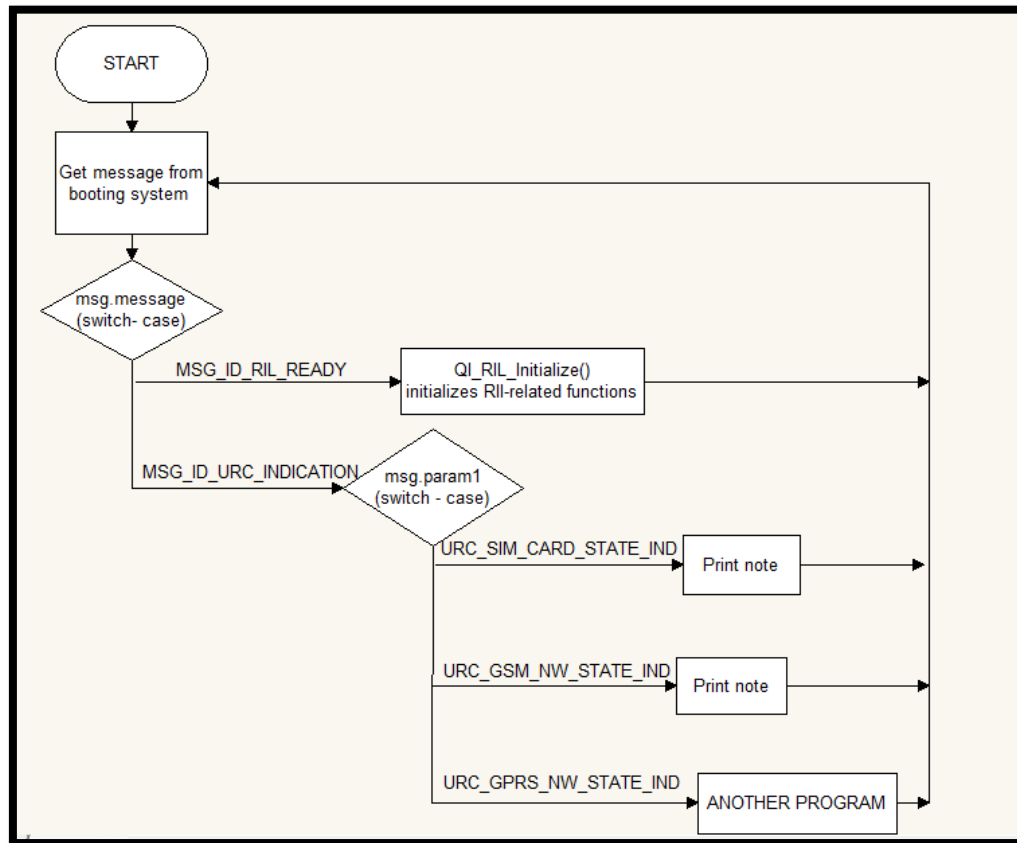 START
Get message from
booting system
msg.message
(switch- case)
MSG_ID_RIL_READY
QI_RIL_Initialize()
initializes RIl-related functions
MSG_ID_URC_INDICATION
msg.param1
(switch - case)
URC_SIM_CARD_STATE_IND
Print note
URC_GSM_NW_STATE_IND
Print note
URC_GPRS_NW_STATE_IND
ANOTHER PROGRAM